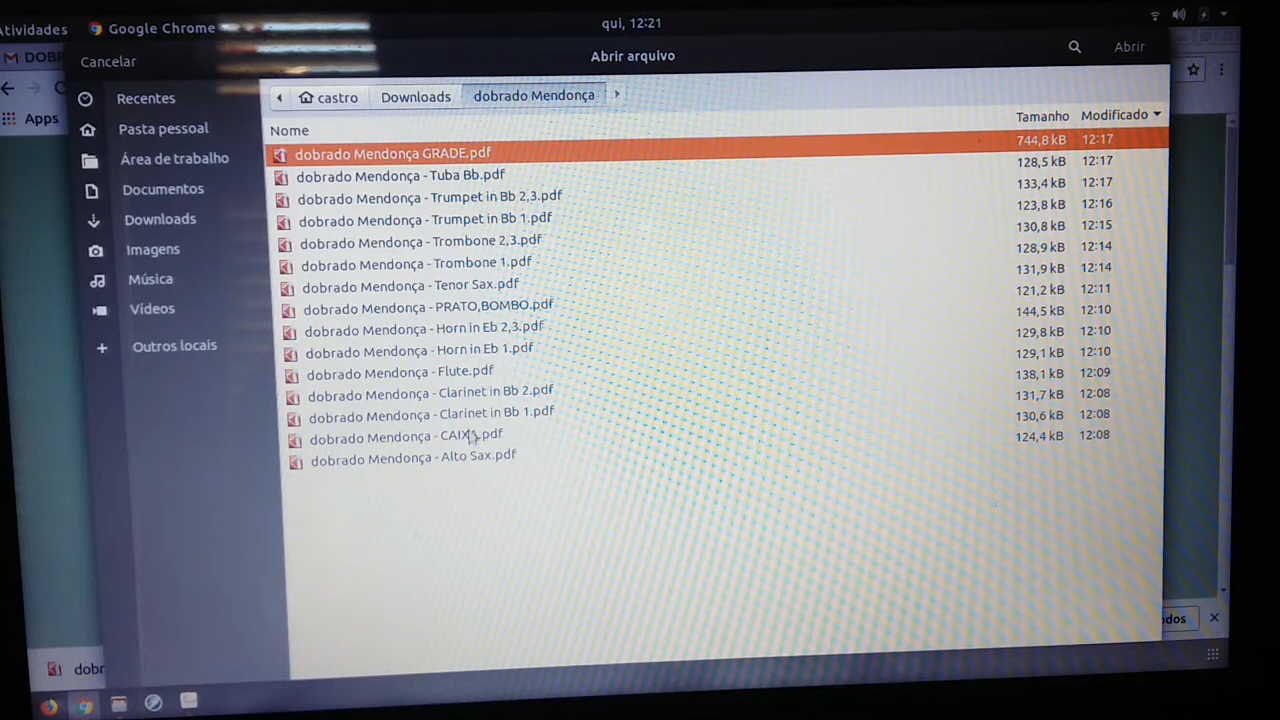 Atividades
Google Chrome
qui, 12:21
DOB
Cancelar
Abrir arquivo
Abrir
Apps
castro
Downloads
dobrado Mendonça
Recentes
Pasta pessoal
Área de trabalho
Documentos
Downloads
Imagens
Música
Vídeos
Outros locais
Nome
Tamanho
Modificado
dobrado Mendonça GRADE.pdf
744,8 kB
12:17
dobrado Mendonça - Tuba Bb.pdf
128,5 kB
12:17
dobrado Mendonça - Trumpet in Bb 2,3.pdf
133,4 kB
12:17
dobrado Mendonça - Trumpet in Bb 1.pdf
123,8 kB
12:16
dobrado Mendonça - Trombone 2,3.pdf
130,8 kB
12:15
dobrado Mendonça - Trombone 1.pdf
128,9 kB
12:14
dobrado Mendonça - Tenor Sax.pdf
131,9 kB
12:14
dobrado Mendonça - PRATO,BOMBO.pdf
121,2 kB
12:11
dobrado Mendonça - Horn in Eb 2,3.pdf
144,5 kB
12:10
dobrado Mendonça - Horn in Eb 1.pdf
129,8 kB
12:10
dobrado Mendonça - Flute.pdf
129,1 kB
12:10
dobrado Mendonça - Clarinet in Bb 2.pdf
138,1 kB
12:09
dobrado Mendonça - Clarinet in Bb 1.pdf
131,7 kB
12:08
dobrado Mendonça - CAIXA.pdf
130,6 kB
12:08
dobrado Mendonça - Alto Sax.pdf
124,4 kB
12:08
dos
dobr